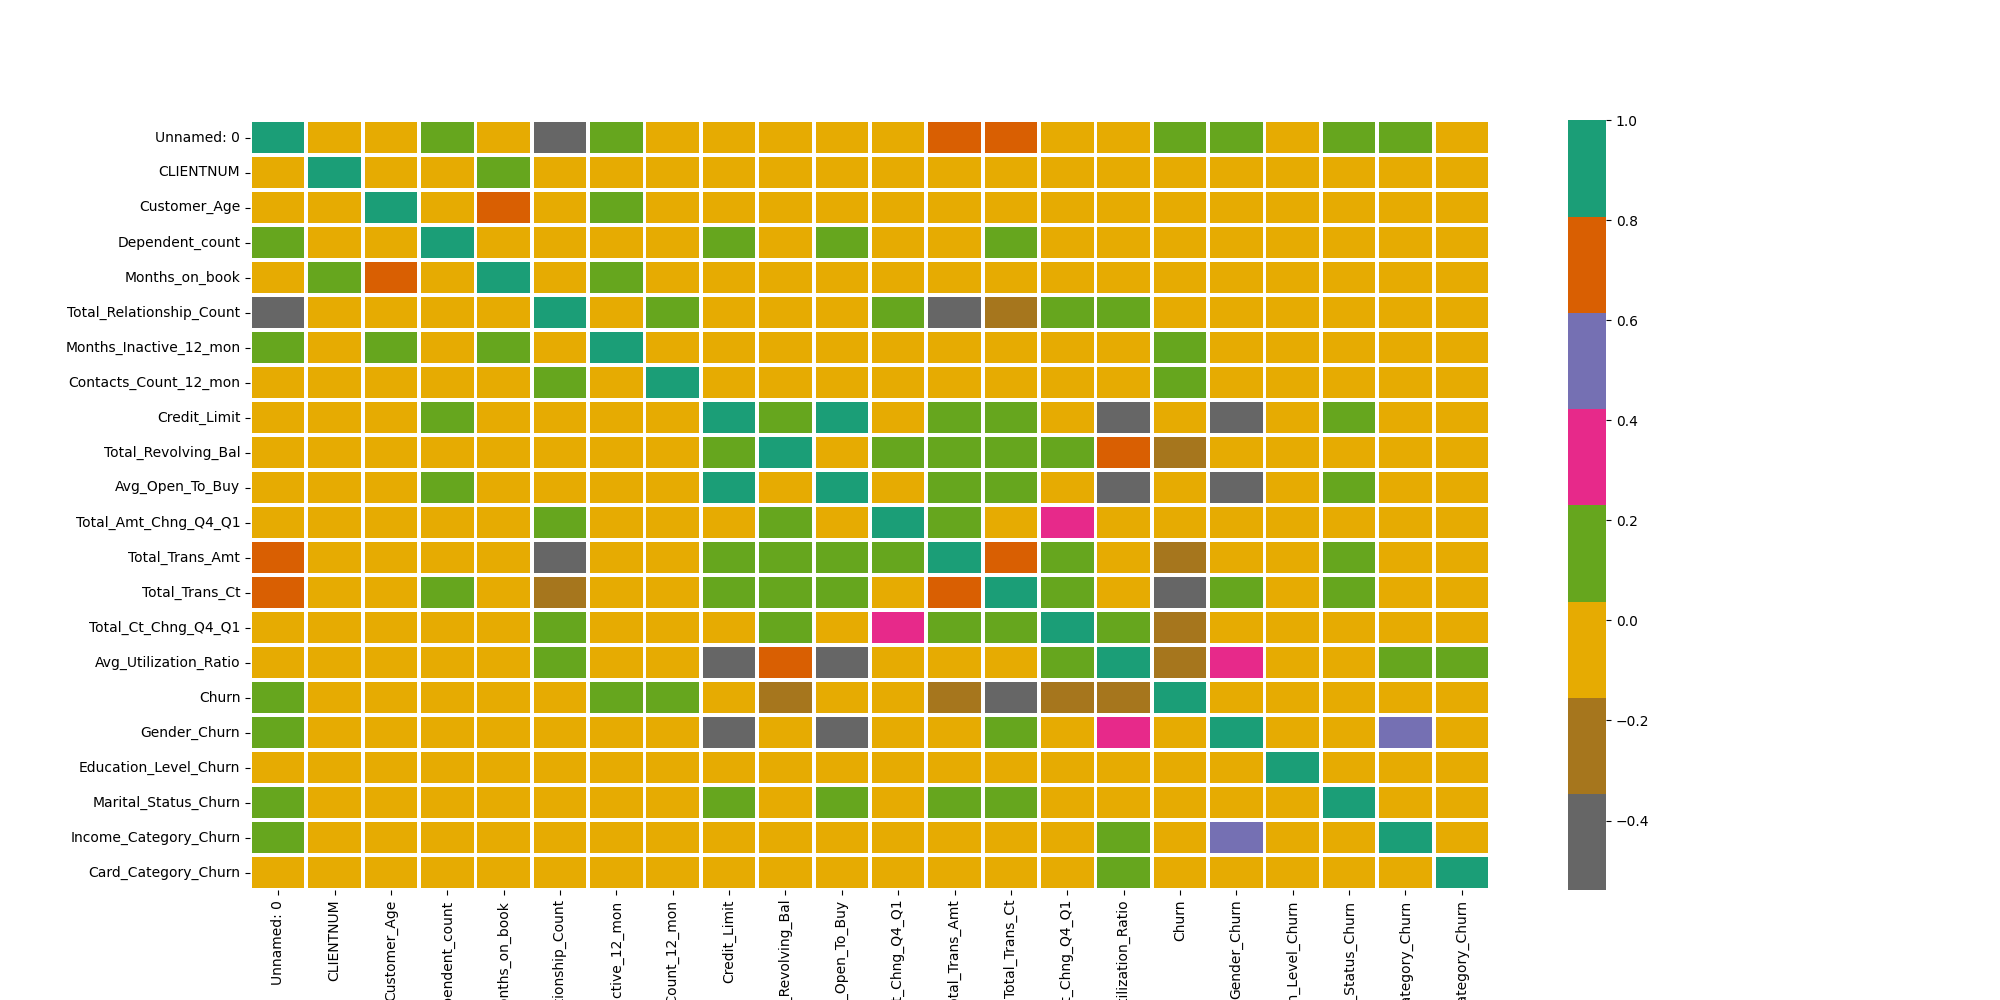 Unnamed: 0
CLIENTNUM
Customer_Age
Dependent_count
Months_on_book
Total_Relationship_Count
Months_Inactive_12_mon
Contacts_Count_12_mon
Credit_Limit
Total_Revolving_Bal
Avg_Open_To_Buy
Total_Amt_Chng_Q4_Q1
Total_Trans_Amt
Total_Trans_Ct
Total_Ct_Chng_Q4_Q1
Avg_Utilization_Ratio
Churn
Gender_Churn
Education_Level_Churn
Marital_Status_Churn
Income_Category_Churn
Card_Category_Churn
Unnamed: 0
CLIENTNUM
Customer_Age
pendent_count
onths_on_book
tionship_Count
ctive_12_mon
Count_12_mon
Credit_Limit
_Revolving_Bal
_Open_To_Buy
t_Chng_Q4_Q1
otal_Trans_Amt
Total_Trans_Ct
t_Chng_Q4_Q1
tilization_Ratio
Churn
Gender_Churn
n_Level_Churn
_Status_Churn
ategory_Churn
ategory_Churn
1.0
0.8
0.6
0.4
0.2
0.0
−0.2
−0.4